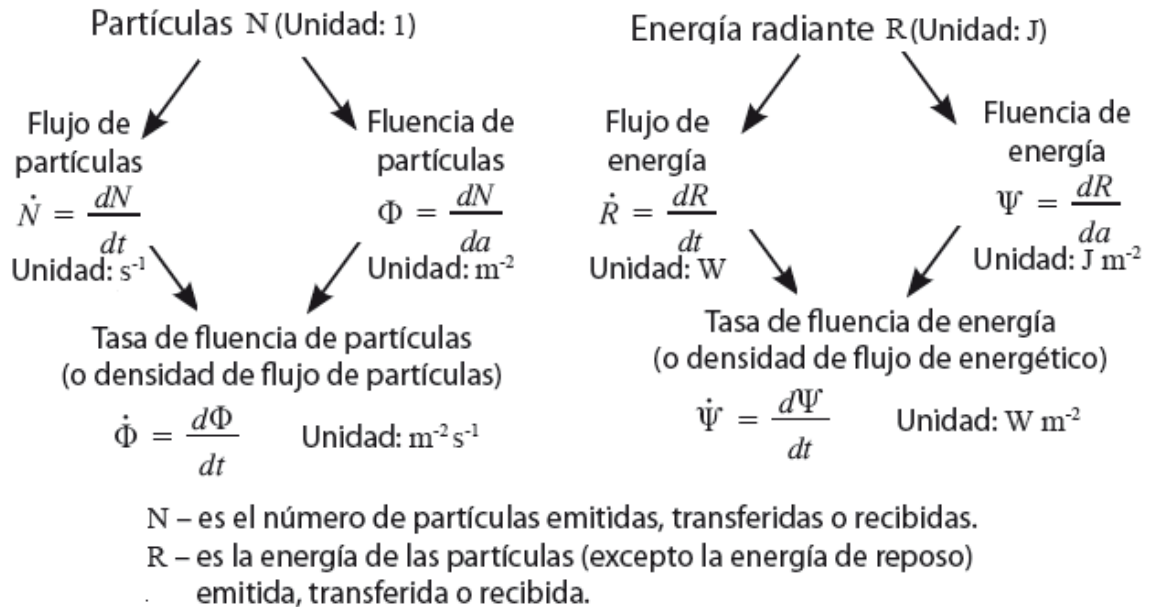 Partículas N (Unidad: 1)
Flujo de
partículas
Ṅ = dN/dt
Unidad: s⁻¹
Fluencia de
partículas
Φ = dN/da
Unidad: m⁻²
Tasa de fluencia de partículas
(o densidad de flujo de partículas)
Φ̇ = dΦ/dt Unidad: m⁻² s⁻¹
Energía radiante R (Unidad: J)
Flujo de
energía
Ṙ = dR/dt
Unidad: W
Fluencia de
energía
Ψ = dR/da
Unidad: J m⁻²
Tasa de fluencia de energía
(o densidad de flujo de energético)
Ψ̇ = dΨ/dt Unidad: W m⁻²
N – es el número de partículas emitidas, transferidas o recibidas.
R – es la energía de las partículas (excepto la energía de reposo)
emitida, transferida o recibida.